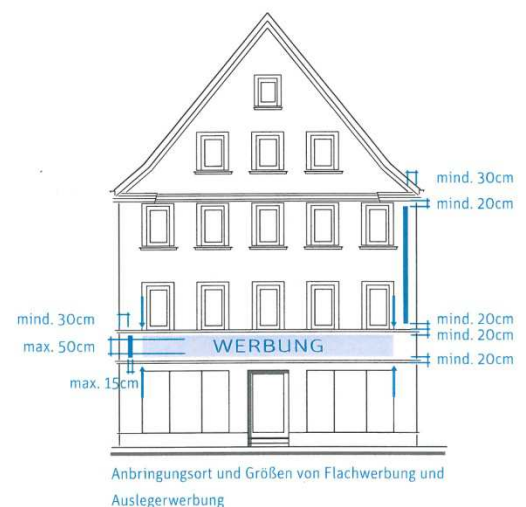 mind. 30cm
mind. 20cm
mind. 30cm
mind. 20cm
mind. 20cm
max. 50cm
WERBUNG
mind. 20cm
max. 15cm
Anbringungsort und Größen von Flachwerbung und
Auslegerwerbung